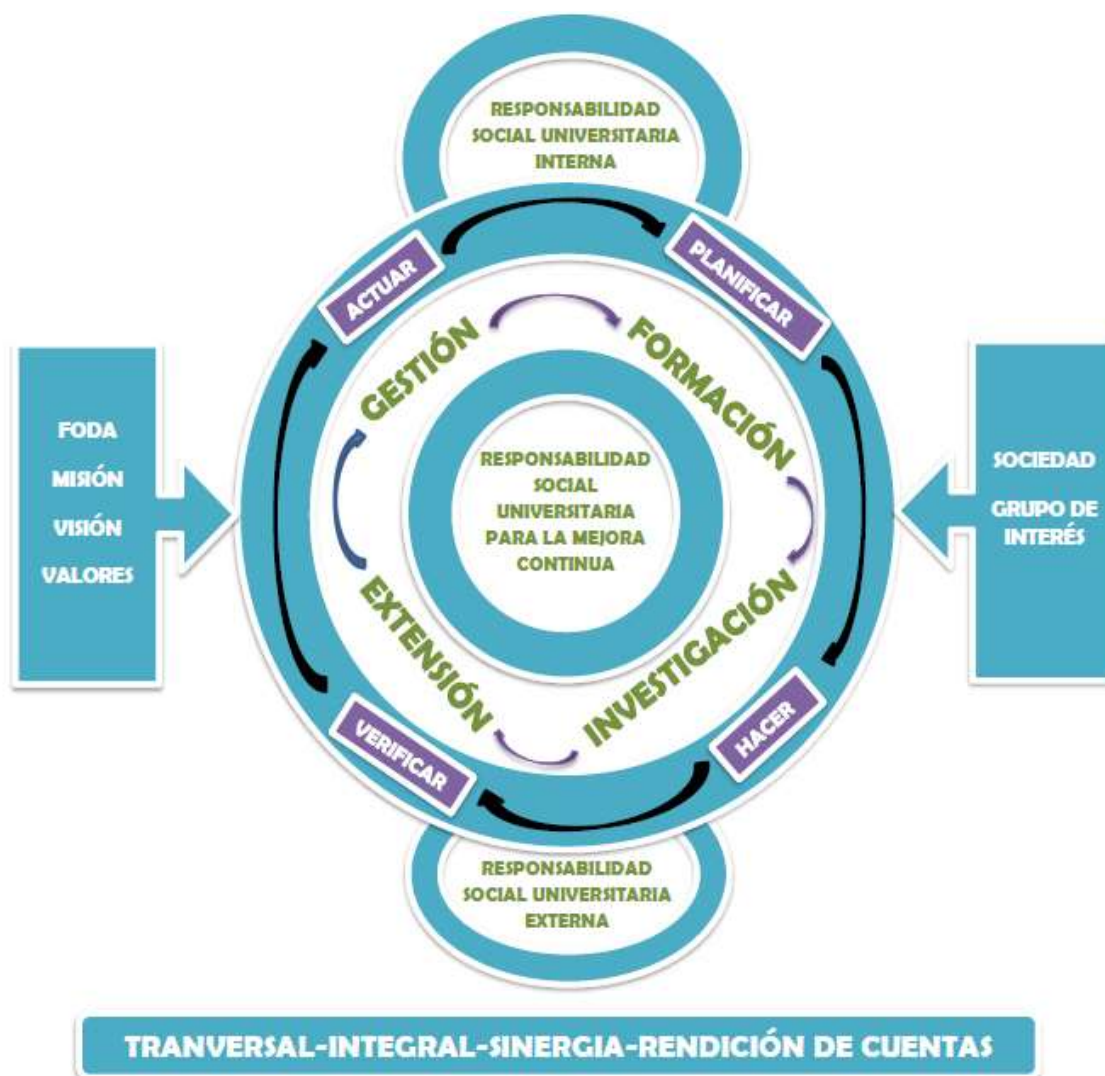 RESPONSABILIDAD
SOCIAL UNIVERSITARIA
INTERNA
ACTUAR
PLANIFICAR
GESTIÓN
FORMACIÓN
FODA
MISIÓN
VISIÓN
VALORES
RESPONSABILIDAD
SOCIAL
UNIVERSITARIA
PARA LA MEJORA
CONTINUA
SOCIEDAD
GRUPO DE
INTERÉS
EXTENSIÓN
INVESTIGACIÓN
VERIFICAR
HACER
RESPONSABILIDAD
SOCIAL UNIVERSITARIA
EXTERNA
TRANVERSAL-INTEGRAL-SINERGIA-RENDICIÓN DE CUENTAS